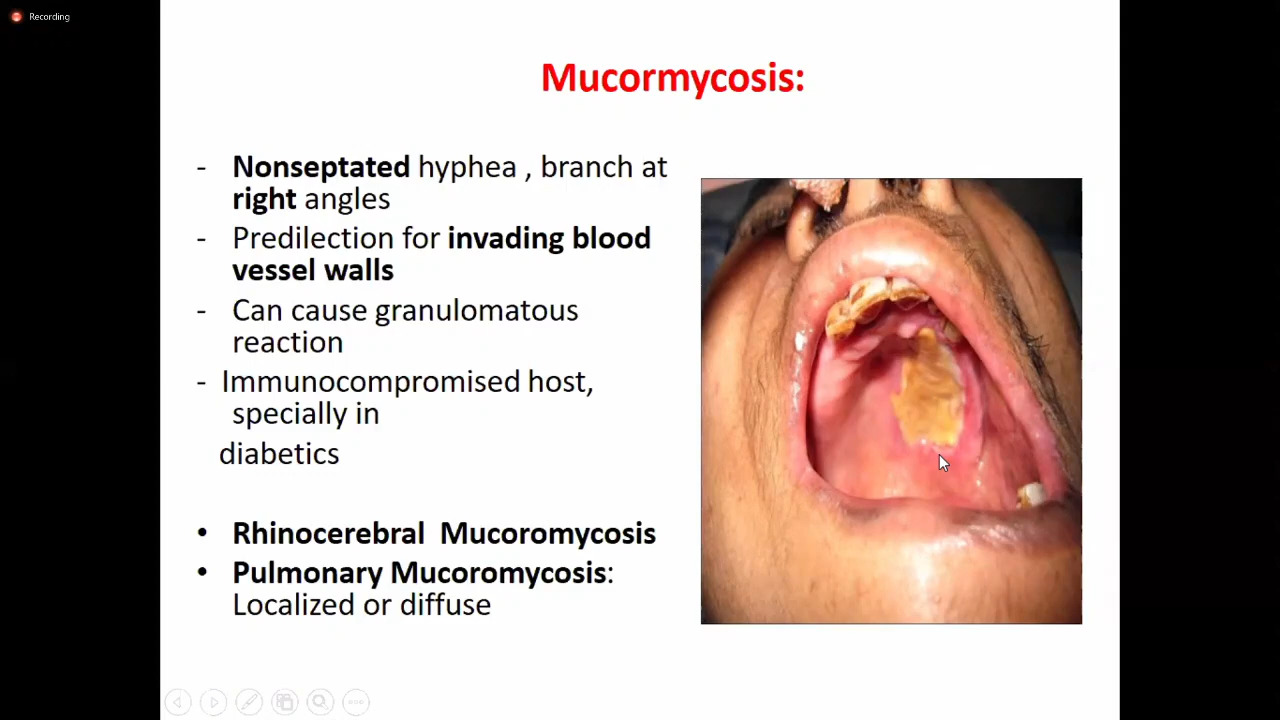 Recording
Mucormycosis:
- Nonseptated hyphea , branch at
right angles
- Predilection for invading blood
vessel walls
- Can cause granulomatous
reaction
- Immunocompromised host,
specially in
diabetics
• Rhinocerebral Mucoromycosis
• Pulmonary Mucoromycosis:
Localized or diffuse